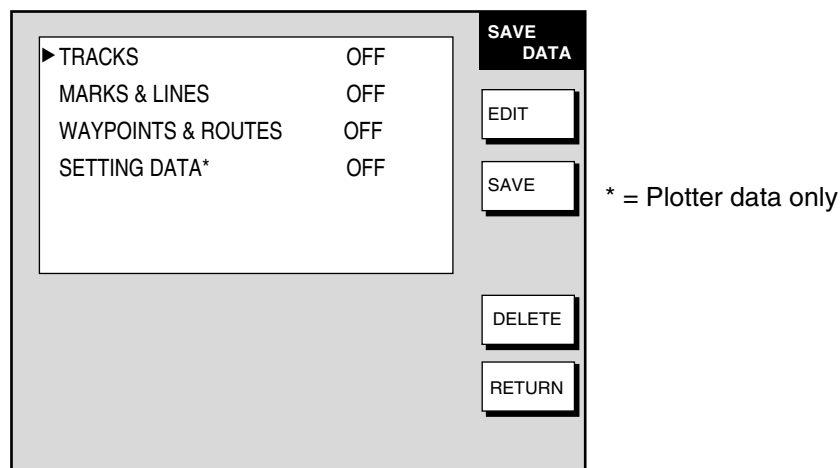 ▶TRACKS OFF
MARKS & LINES OFF
WAYPOINTS & ROUTES OFF
SETTING DATA* OFF
SAVE
DATA
EDIT
SAVE
DELETE
RETURN
* = Plotter data only